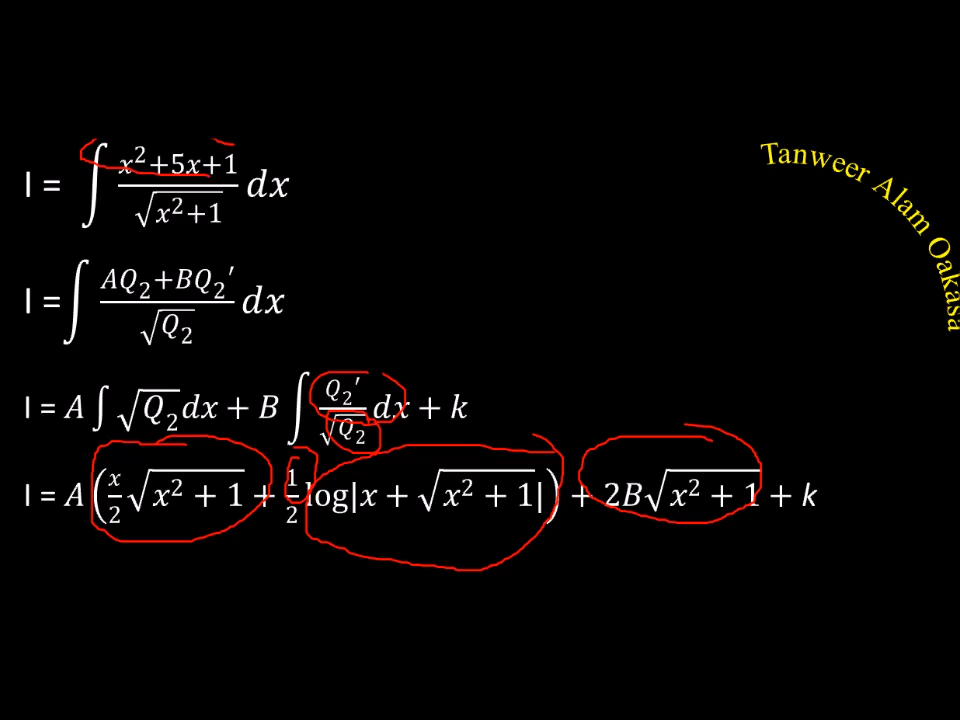 I = ∫ (x²+5x+1)/√(x²+1) dx
I = ∫ (AQ₂+BQ₂′)/√Q₂ dx
I = A ∫ √Q₂ dx + B ∫ Q₂′/√Q₂ dx + k
I = A (x/2 √(x² + 1) + 1/2 log|x + √(x² + 1)|) + 2B√(x² + 1) + k
Tanweer Alam Oakasa